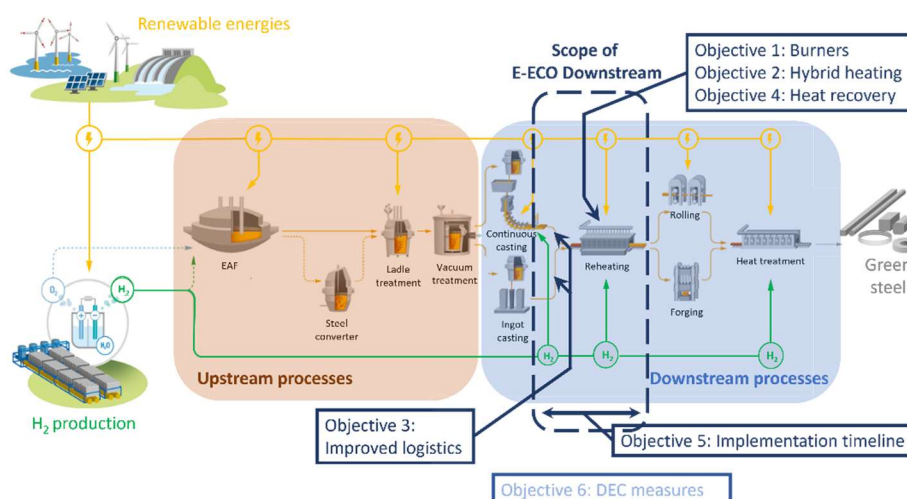 Renewable energies
Scope of
E-ECO Downstream
Objective 1: Burners
Objective 2: Hybrid heating
Objective 4: Heat recovery
EAF
Steel
converter
Ladle
treatment
Vacuum
treatment
Continuous
casting
Ingot
casting
Reheating
Rolling
Forging
Heat treatment
Green
steel
O2
H2
H2O
H2
H2
H2
Upstream processes
Downstream processes
H2 production
Objective 3:
Improved logistics
Objective 5: Implementation timeline
Objective 6: DEC measures